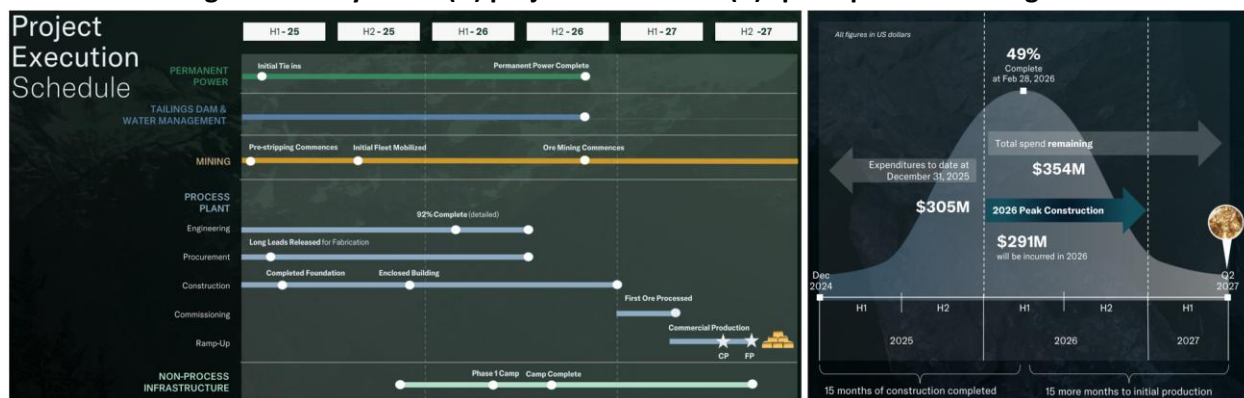 Project
Execution
Schedule
H1 - 25
H2 - 25
H1 - 26
H2 - 26
H1 - 27
H2 -27
PERMANENT
POWER
Initial Tie ins
Permanent Power Complete
TAILINGS DAM &
WATER MANAGEMENT
MINING
Pre-stripping Commences
Initial Fleet Mobilized
Ore Mining Commences
PROCESS
PLANT
92% Complete (detailed)
Engineering
Long Leads Released for Fabrication
Procurement
Completed Foundation
Enclosed Building
Construction
First Ore Processed
Commissioning
Commercial Production
Ramp-Up
CP
FP
NON-PROCESS
INFRASTRUCTURE
Phase 1 Camp
Camp Complete
All figures in US dollars
49%
Complete
at Feb 28, 2026
Total spend remaining
$354M
Expenditures to date at
December 31, 2025
$305M
2026 Peak Construction
$291M
will be incurred in 2026
Dec
2024
Q2
2027
H1
H2
H1
H2
H1
2025
2026
2027
15 months of construction completed
15 more months to initial production